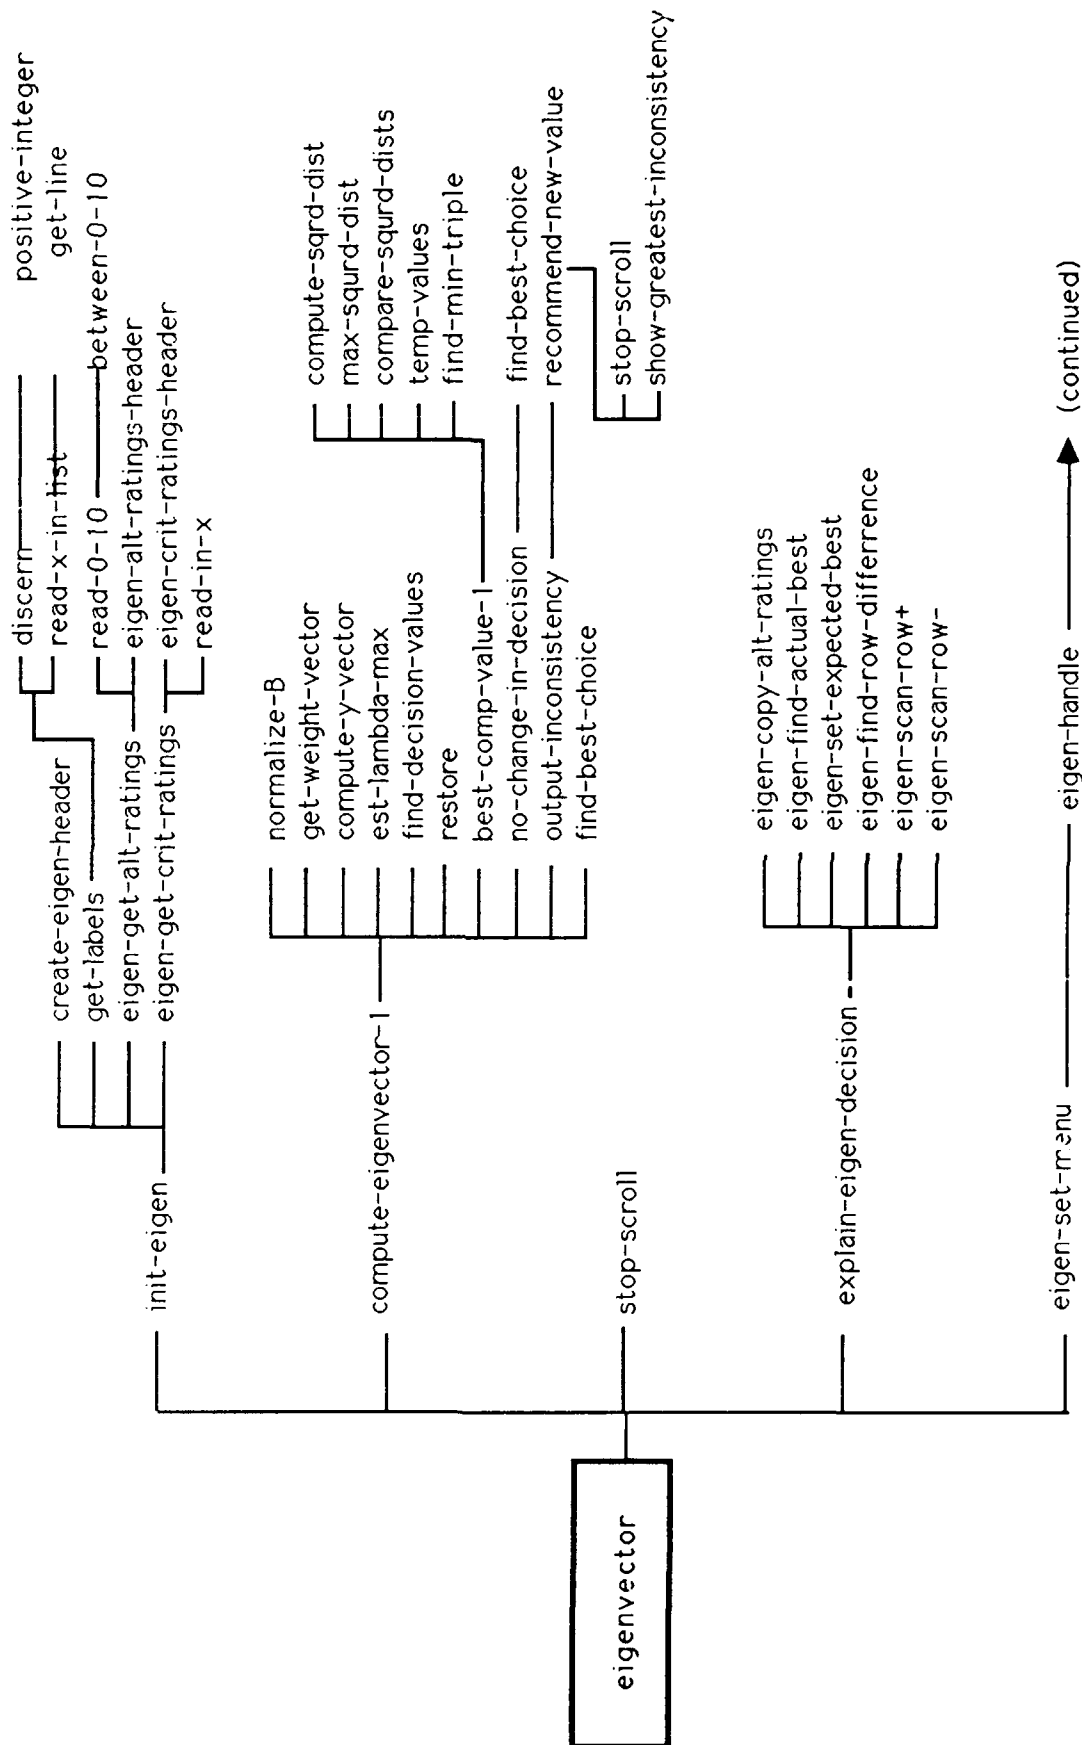 eigenvector
init-eigen
create-eigen-header
get-labels
discern
positive-integer
read-x-in-list
get-line
eigen-get-alt-ratings
read-0-10
between-0-10
eigen-alt-ratings-header
eigen-get-crit-ratings
eigen-crit-ratings-header
read-in-x
compute-eigenvector-1
normalize-B
get-weight-vector
compute-y-vector
est-lambda-max
find-decision-values
restore
best-comp-value-1
compute-sqrd-dist
max-squrd-dist
compare-squrd-dists
temp-values
find-min-triple
no-change-in-decision
find-best-choice
output-inconsistency
recommend-new-value
stop-scroll
show-greatest-inconsistency
find-best-choice
stop-scroll
explain-eigen-decision
eigen-copy-alt-ratings
eigen-find-actual-best
eigen-set-expected-best
eigen-find-row-differrence
eigen-scan-row+
eigen-scan-row-
eigen-set-menu
eigen-handle
(continued)